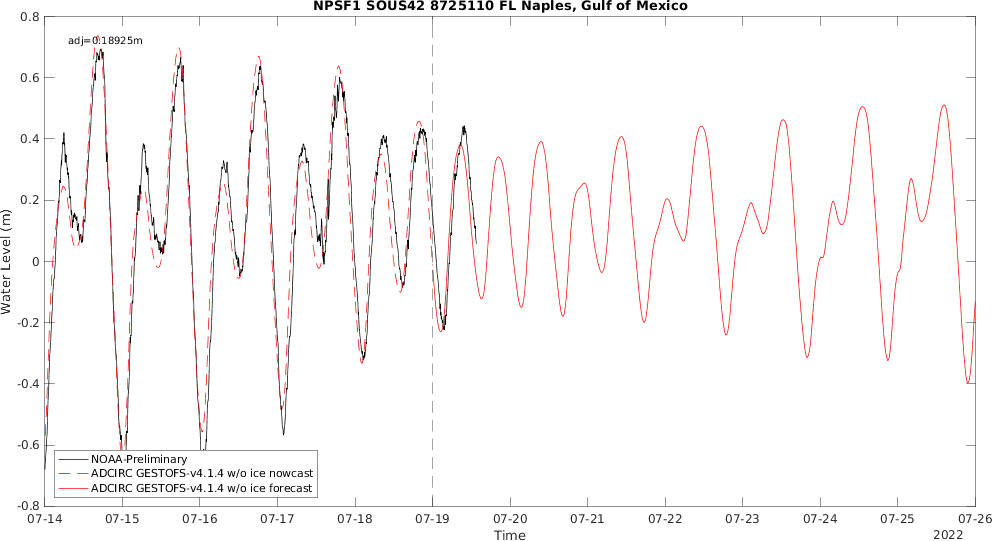 NPSF1 SOUS42 8725110 FL Naples, Gulf of Mexico
adj=0.18925m
0.8
0.6
0.4
0.2
0
-0.2
-0.4
-0.6
-0.8
Water Level (m)
NOAA-Preliminary
ADCIRC GESTOFS-v4.1.4 w/o ice nowcast
ADCIRC GESTOFS-v4.1.4 w/o ice forecast
07-14 07-15 07-16 07-17 07-18 07-19 07-20 07-21 07-22 07-23 07-24 07-25 07-26
Time
2022